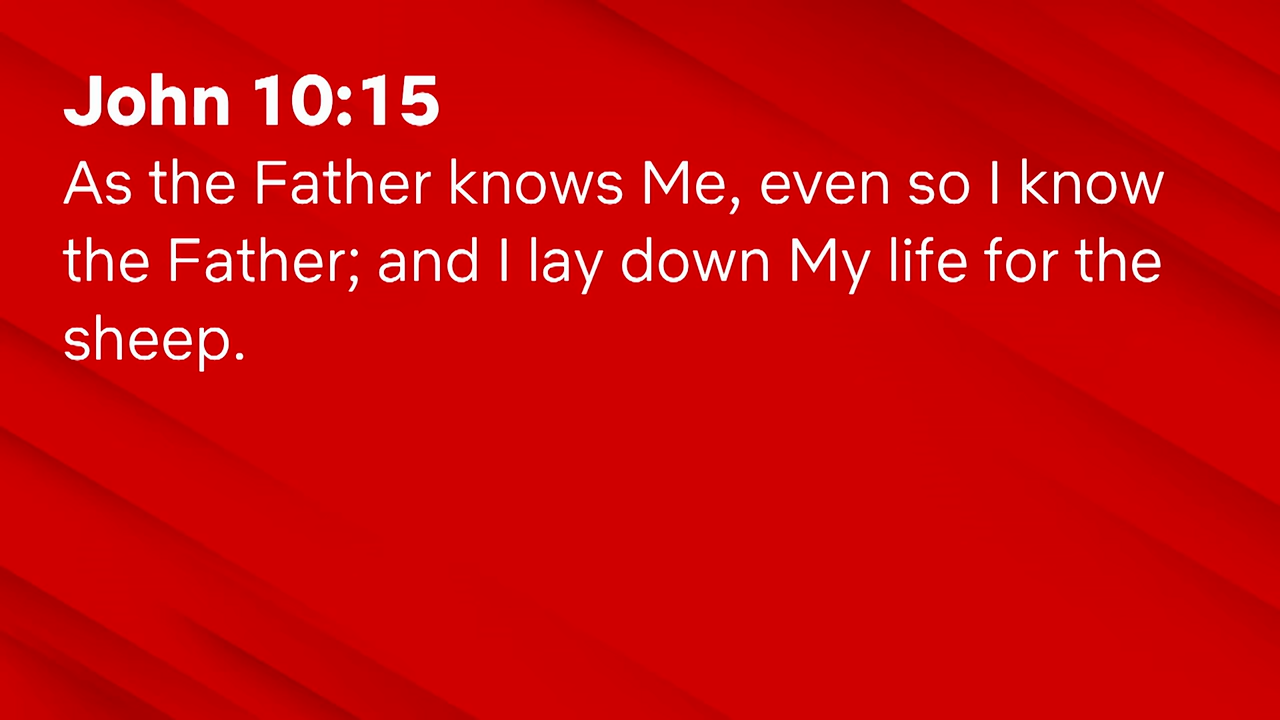 John 10:15
As the Father knows Me, even so I know
the Father; and I lay down My life for the
sheep.